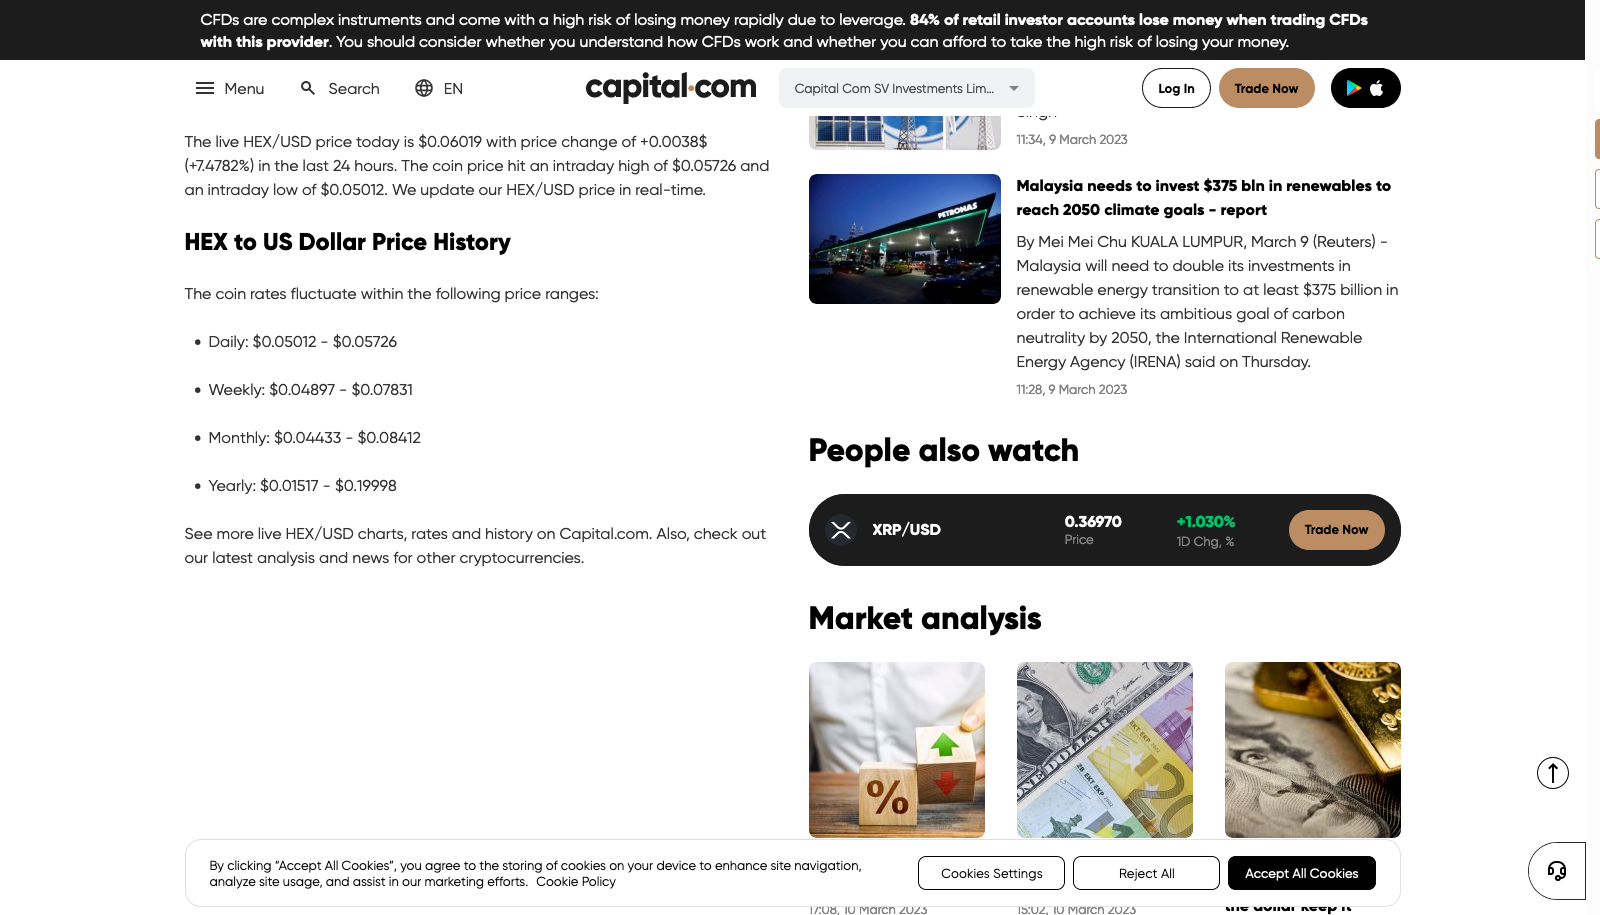 CFDs are complex instruments and come with a high risk of losing money rapidly due to leverage. 84% of retail investor accounts lose money when trading CFDs
with this provider. You should consider whether you understand how CFDs work and whether you can afford to take the high risk of losing your money.
Menu
Search
EN
capital.com
Capital Com SV Investments Lim...
Log In
Trade Now
The live HEX/USD price today is $0.06019 with price change of +0.0038$
(+7.4782%) in the last 24 hours. The coin price hit an intraday high of $0.05726 and
an intraday low of $0.05012. We update our HEX/USD price in real-time.
HEX to US Dollar Price History
The coin rates fluctuate within the following price ranges:
• Daily: $0.05012 - $0.05726
• Weekly: $0.04897 - $0.07831
• Monthly: $0.04433 - $0.08412
• Yearly: $0.01517 - $0.19998
See more live HEX/USD charts, rates and history on Capital.com. Also, check out
our latest analysis and news for other cryptocurrencies.
Singh
11:34, 9 March 2023
PETRONAS
Malaysia needs to invest $375 bln in renewables to
reach 2050 climate goals - report
By Mei Mei Chu KUALA LUMPUR, March 9 (Reuters) -
Malaysia will need to double its investments in
renewable energy transition to at least $375 billion in
order to achieve its ambitious goal of carbon
neutrality by 2050, the International Renewable
Energy Agency (IRENA) said on Thursday.
11:28, 9 March 2023
People also watch
XRP/USD
0.36970
Price
+1.030%
1D Chg, %
Trade Now
Market analysis
%
By clicking “Accept All Cookies”, you agree to the storing of cookies on your device to enhance site navigation,
analyze site usage, and assist in our marketing efforts. Cookie Policy
Cookies Settings
Reject All
Accept All Cookies
17:08, 10 March 2023
15:02, 10 March 2023
the dollar keep it